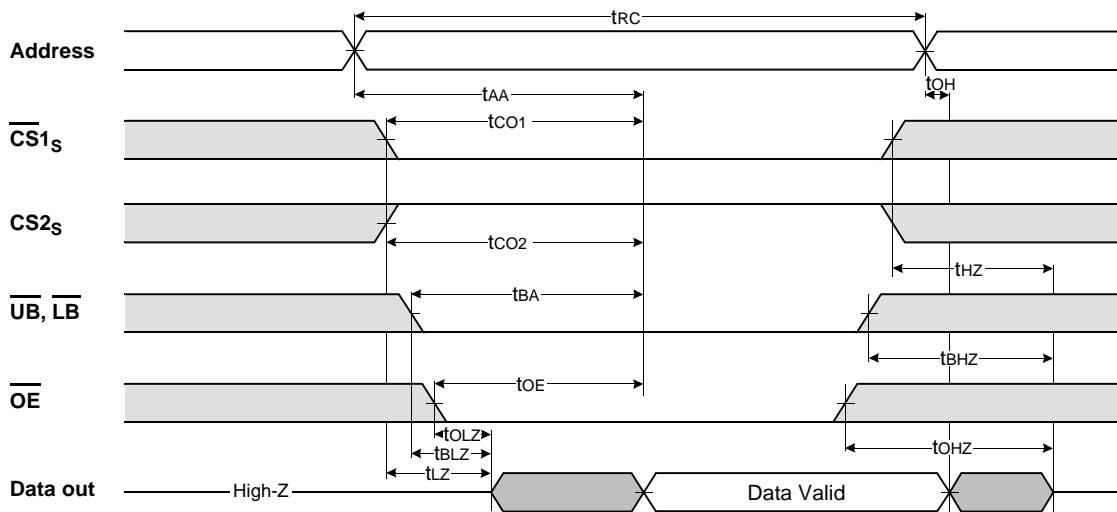 tRC
Address
tOH
tAA
CS1S
tCO1
CS2S
tCO2
tHZ
UB, LB
tBA
tBHZ
OE
tOE
tOLZ
tBLZ
tOHZ
tLZ
Data out
High-Z
Data Valid